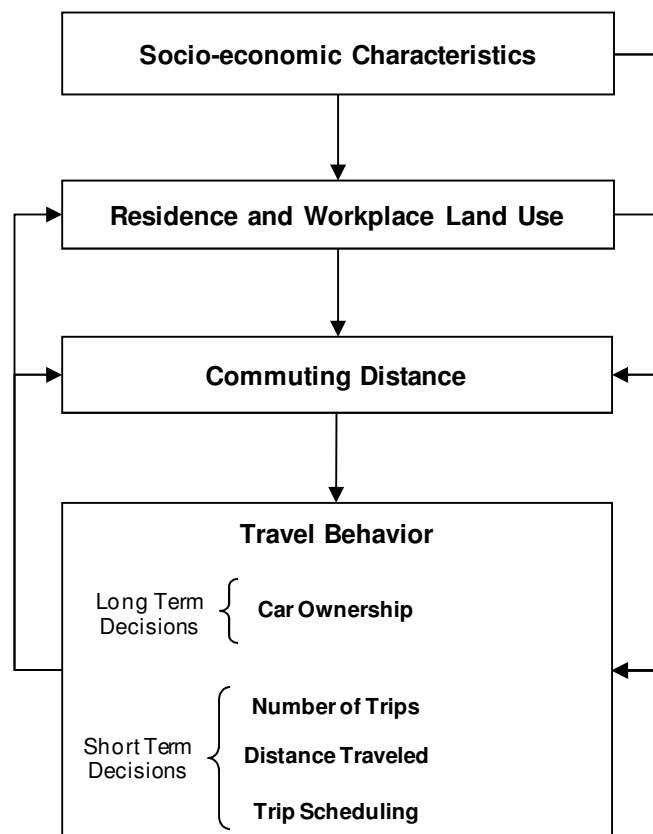 Socio-economic Characteristics
Residence and Workplace Land Use
Commuting Distance
Travel Behavior
Long Term
Decisions
Car Ownership
Number of Trips
Short Term
Decisions
Distance Traveled
Trip Scheduling